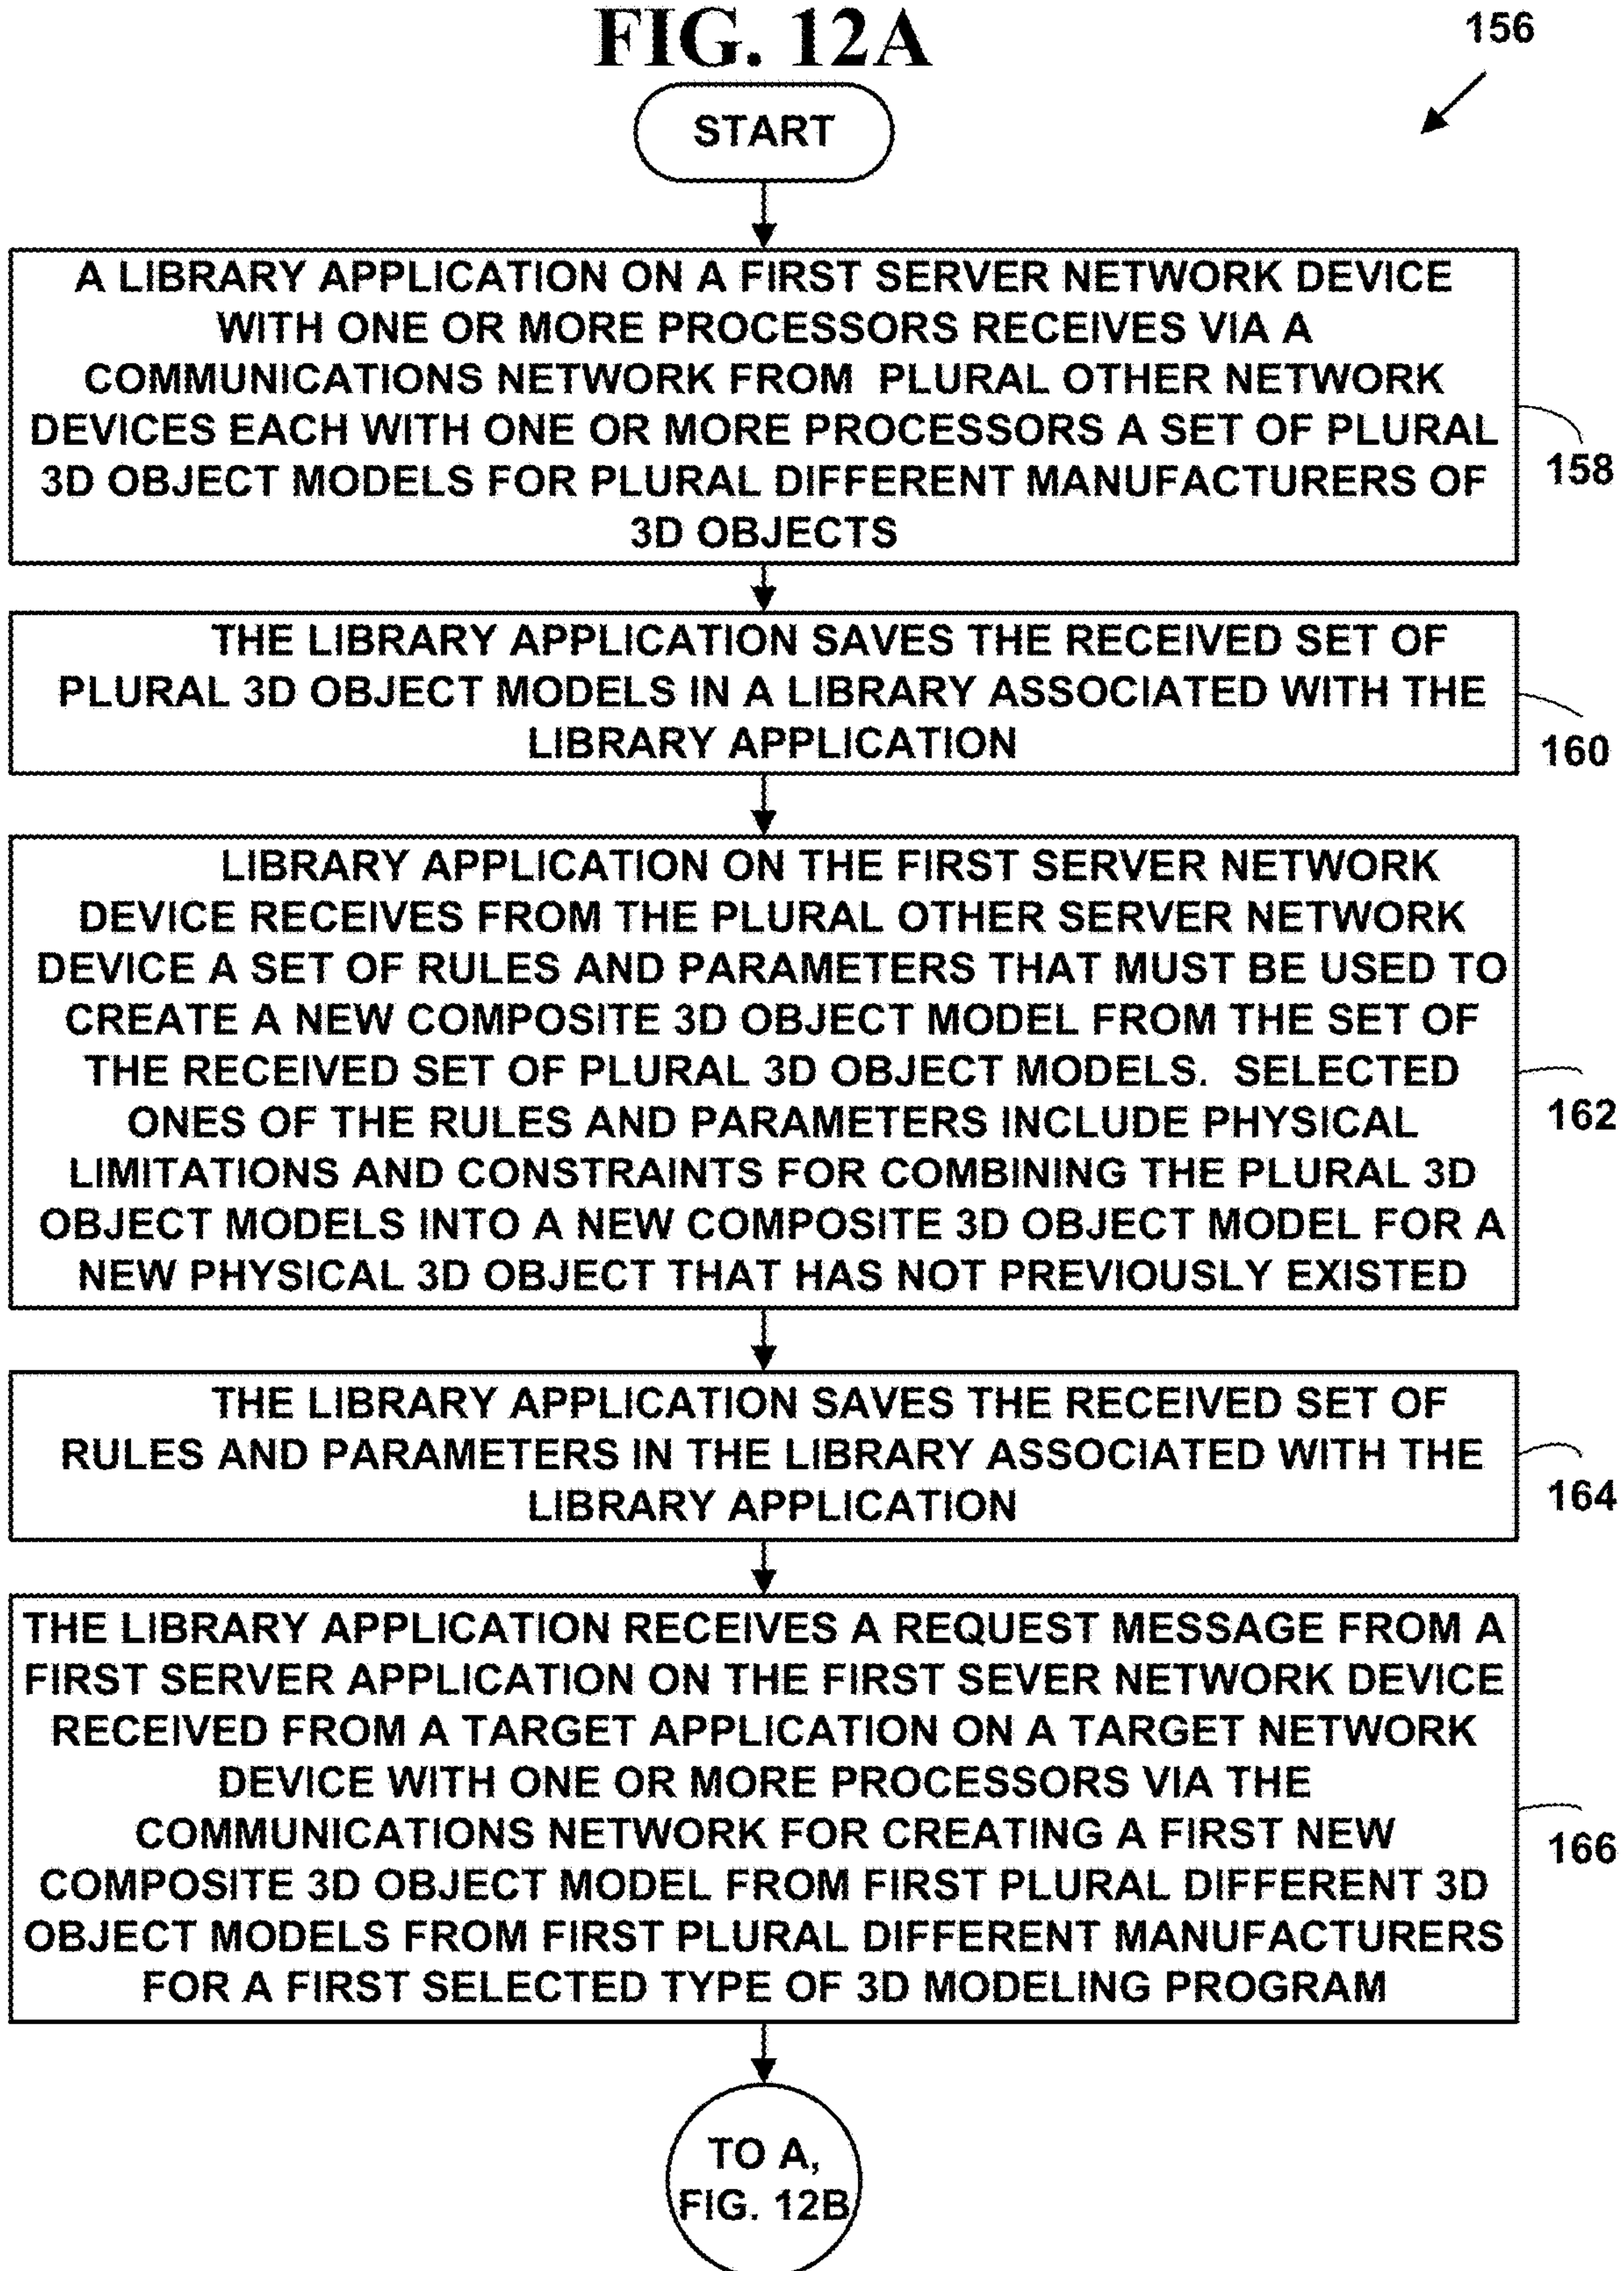 FIG. 12A
156
START
A LIBRARY APPLICATION ON A FIRST SERVER NETWORK DEVICE
WITH ONE OR MORE PROCESSORS RECEIVES VIA A
COMMUNICATIONS NETWORK FROM PLURAL OTHER NETWORK
DEVICES EACH WITH ONE OR MORE PROCESSORS A SET OF PLURAL
3D OBJECT MODELS FOR PLURAL DIFFERENT MANUFACTURERS OF
3D OBJECTS
158
THE LIBRARY APPLICATION SAVES THE RECEIVED SET OF
PLURAL 3D OBJECT MODELS IN A LIBRARY ASSOCIATED WITH THE
LIBRARY APPLICATION
160
LIBRARY APPLICATION ON THE FIRST SERVER NETWORK
DEVICE RECEIVES FROM THE PLURAL OTHER SERVER NETWORK
DEVICE A SET OF RULES AND PARAMETERS THAT MUST BE USED TO
CREATE A NEW COMPOSITE 3D OBJECT MODEL FROM THE SET OF
THE RECEIVED SET OF PLURAL 3D OBJECT MODELS. SELECTED
ONES OF THE RULES AND PARAMETERS INCLUDE PHYSICAL
LIMITATIONS AND CONSTRAINTS FOR COMBINING THE PLURAL 3D
OBJECT MODELS INTO A NEW COMPOSITE 3D OBJECT MODEL FOR A
NEW PHYSICAL 3D OBJECT THAT HAS NOT PREVIOUSLY EXISTED
162
THE LIBRARY APPLICATION SAVES THE RECEIVED SET OF
RULES AND PARAMETERS IN THE LIBRARY ASSOCIATED WITH THE
LIBRARY APPLICATION
164
THE LIBRARY APPLICATION RECEIVES A REQUEST MESSAGE FROM A
FIRST SERVER APPLICATION ON THE FIRST SEVER NETWORK DEVICE
RECEIVED FROM A TARGET APPLICATION ON A TARGET NETWORK
DEVICE WITH ONE OR MORE PROCESSORS VIA THE
COMMUNICATIONS NETWORK FOR CREATING A FIRST NEW
COMPOSITE 3D OBJECT MODEL FROM FIRST PLURAL DIFFERENT 3D
OBJECT MODELS FROM FIRST PLURAL DIFFERENT MANUFACTURERS
FOR A FIRST SELECTED TYPE OF 3D MODELING PROGRAM
166
TO A,
FIG. 12B